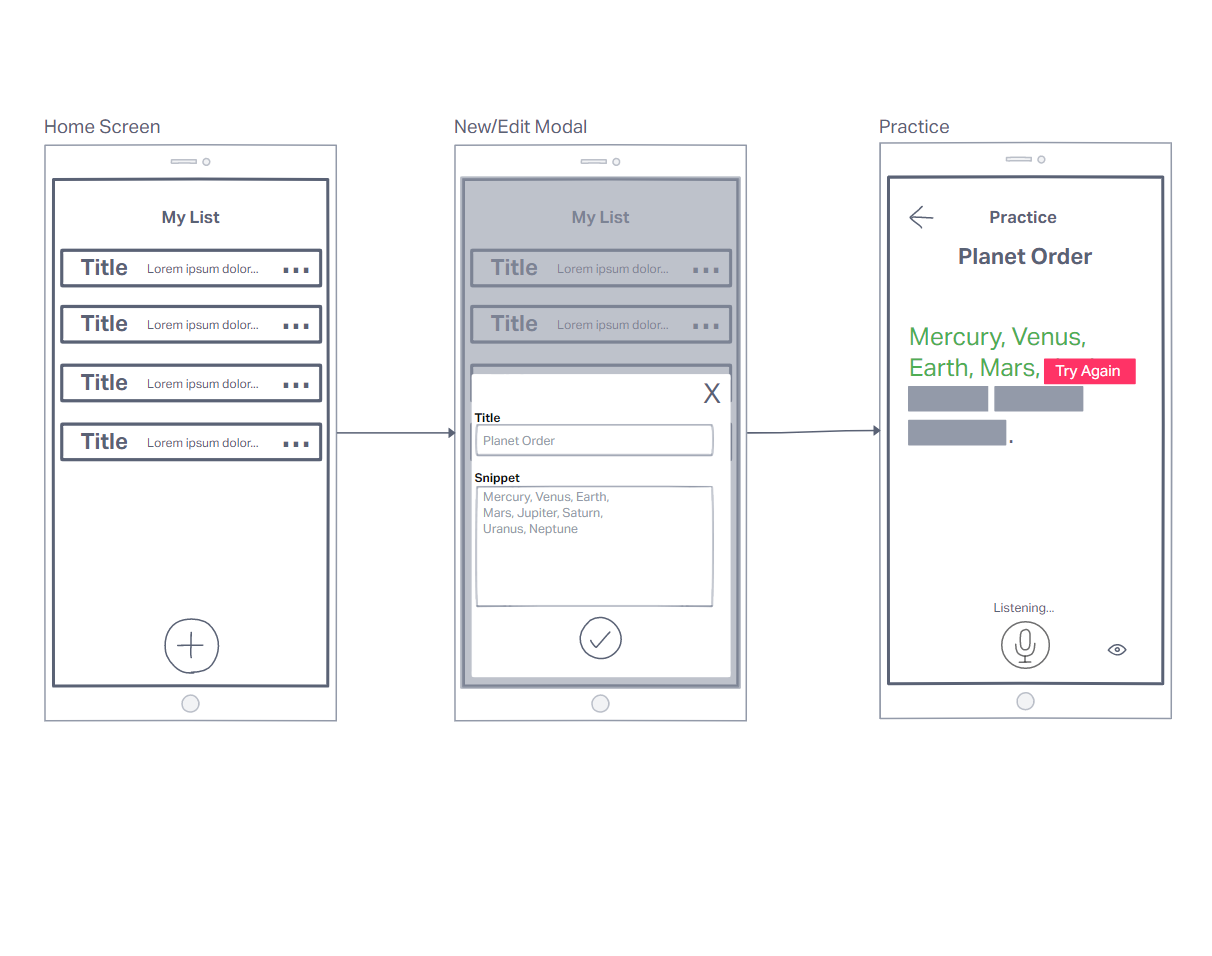 Home Screen
My List
Title Lorem ipsum dolor... ...
Title Lorem ipsum dolor... ...
Title Lorem ipsum dolor... ...
Title Lorem ipsum dolor... ...
New/Edit Modal
My List
Title Lorem ipsum dolor... ...
Title Lorem ipsum dolor... ...
X
Title
Planet Order
Snippet
Mercury, Venus, Earth,
Mars, Jupiter, Saturn,
Uranus, Neptune
Practice
Practice
Planet Order
Mercury, Venus,
Earth, Mars, Try Again
.
Listening...